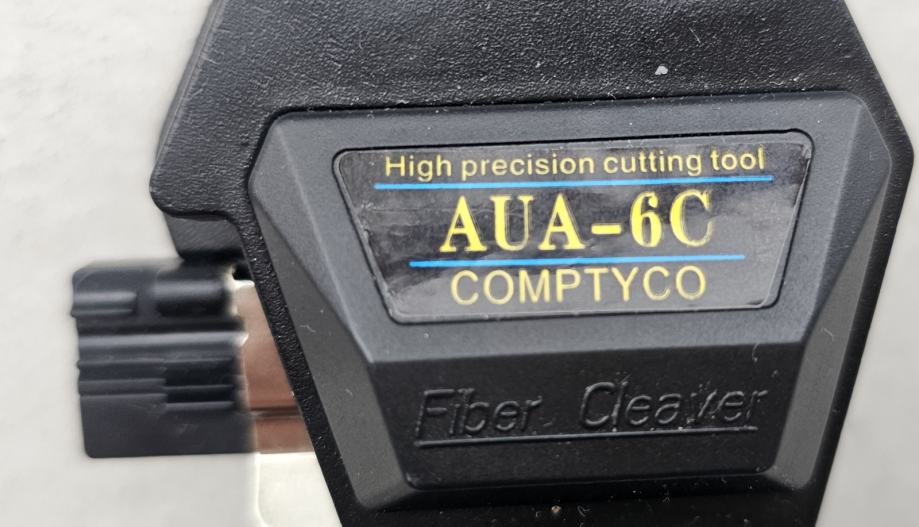 High precision cutting tool
AUA-6C
COMPTYCO
Fiber Cleaver